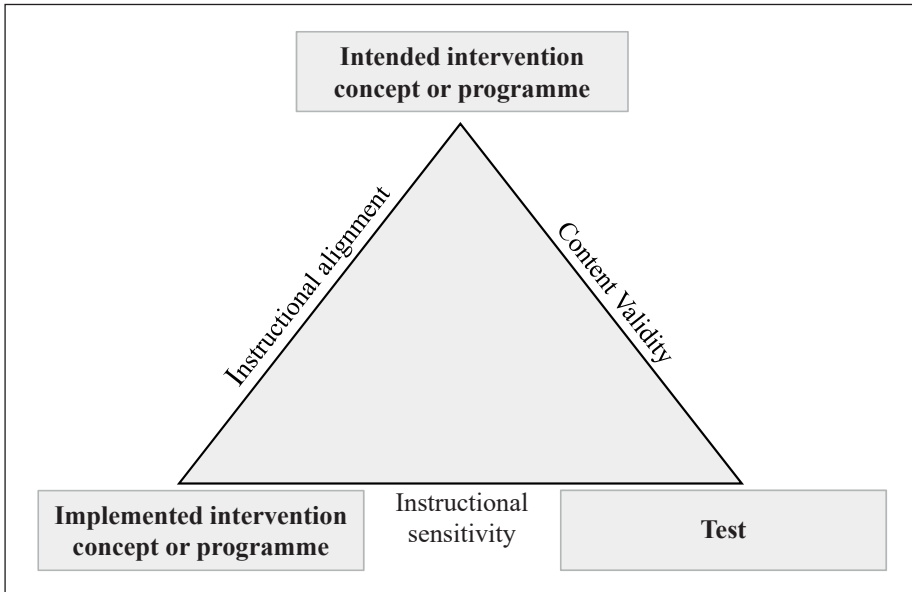 Intended intervention
concept or programme
Instructional alignment
Content Validity
Implemented intervention
concept or programme
Instructional
sensitivity
Test